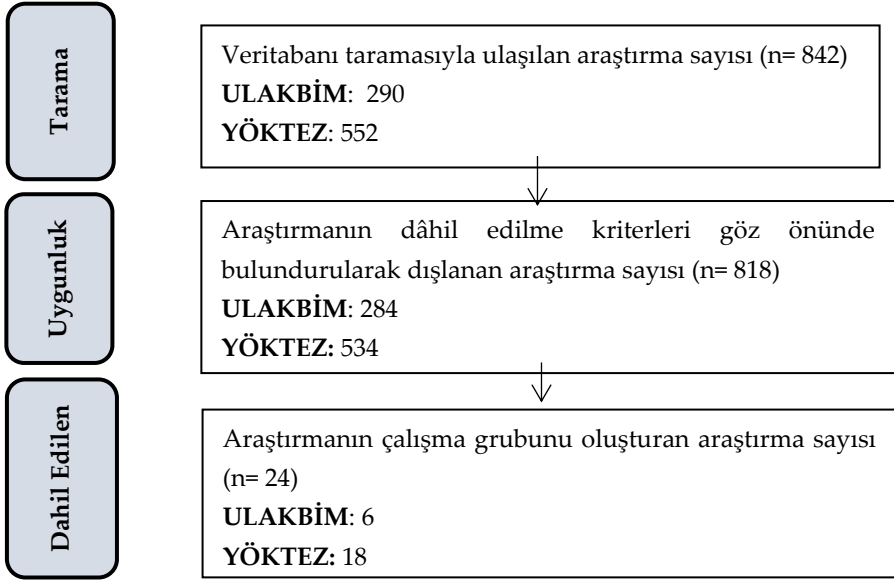 Tarama
Veritabanı taramasıyla ulaşılan araştırma sayısı (n= 842)
ULAKBİM: 290
YÖKTEZ: 552
Uygunluk
Araştırmanın dâhil edilme kriterleri göz önünde
bulundurularak dışlanan araştırma sayısı (n= 818)
ULAKBİM: 284
YÖKTEZ: 534
Dahil Edilen
Araştırmanın çalışma grubunu oluşturan araştırma sayısı
(n= 24)
ULAKBİM: 6
YÖKTEZ: 18